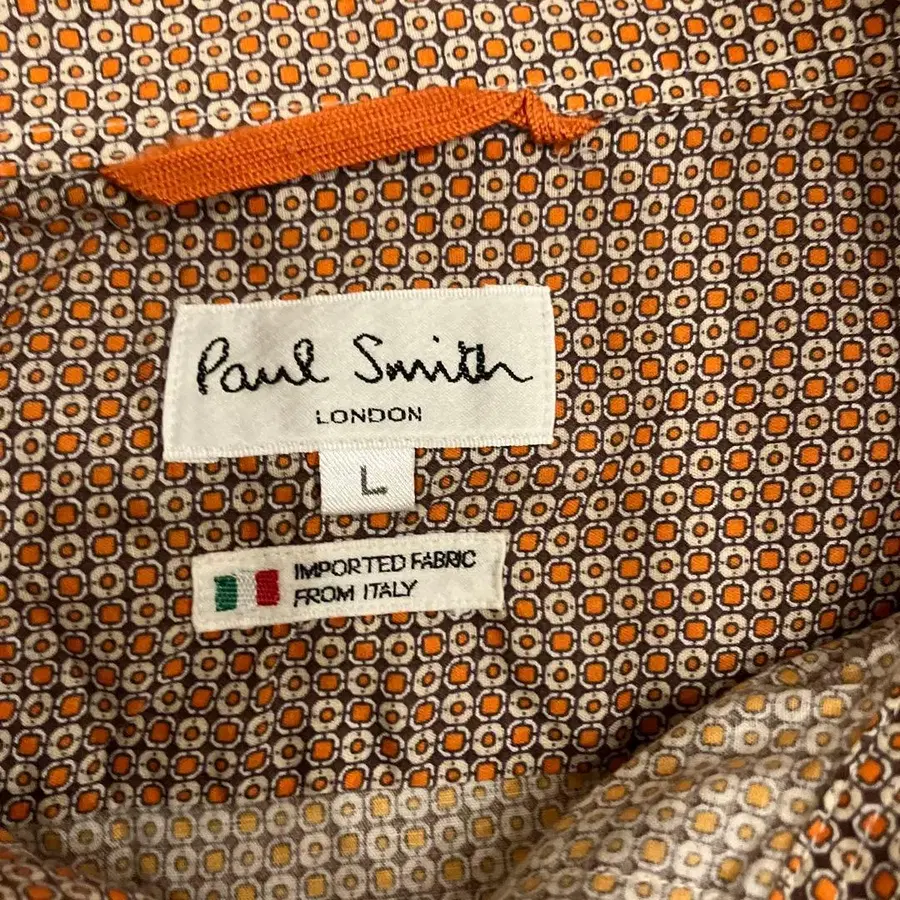 Paul Smith
LONDON
L
IMPORTED FABRIC
FROM ITALY